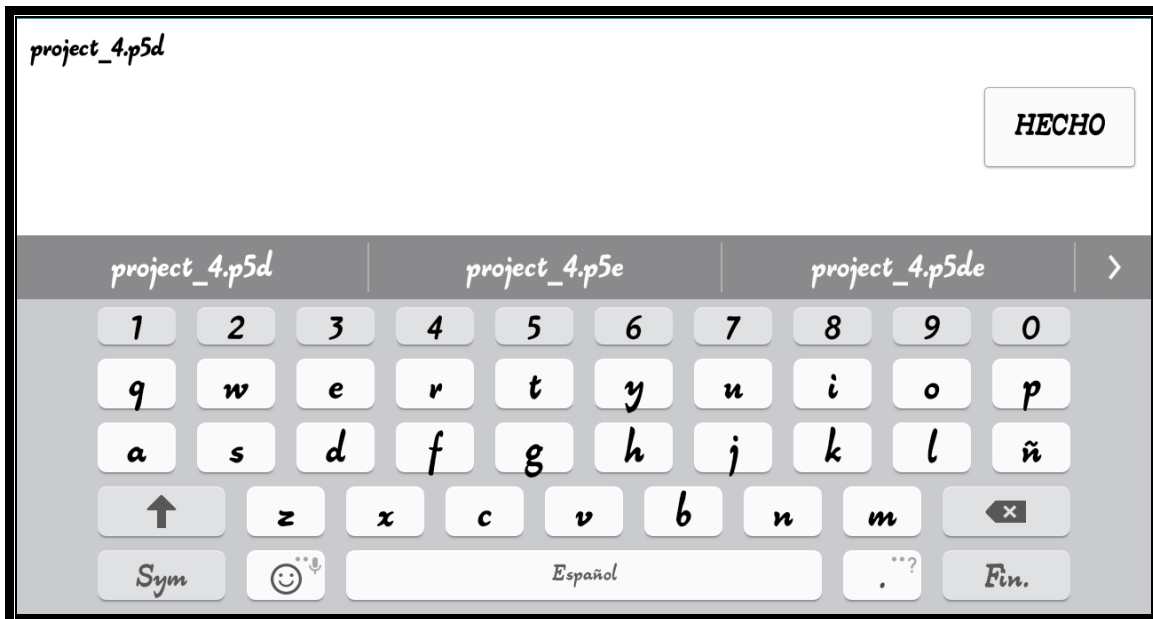 project_4.p5d
HECHO
project_4.p5d project_4.p5e project_4.p5de
1 2 3 4 5 6 7 8 9 0
q w e r t y u i o p
a s d f g h j k l ñ
z x c v b n m
Sym Español . ? Fin.